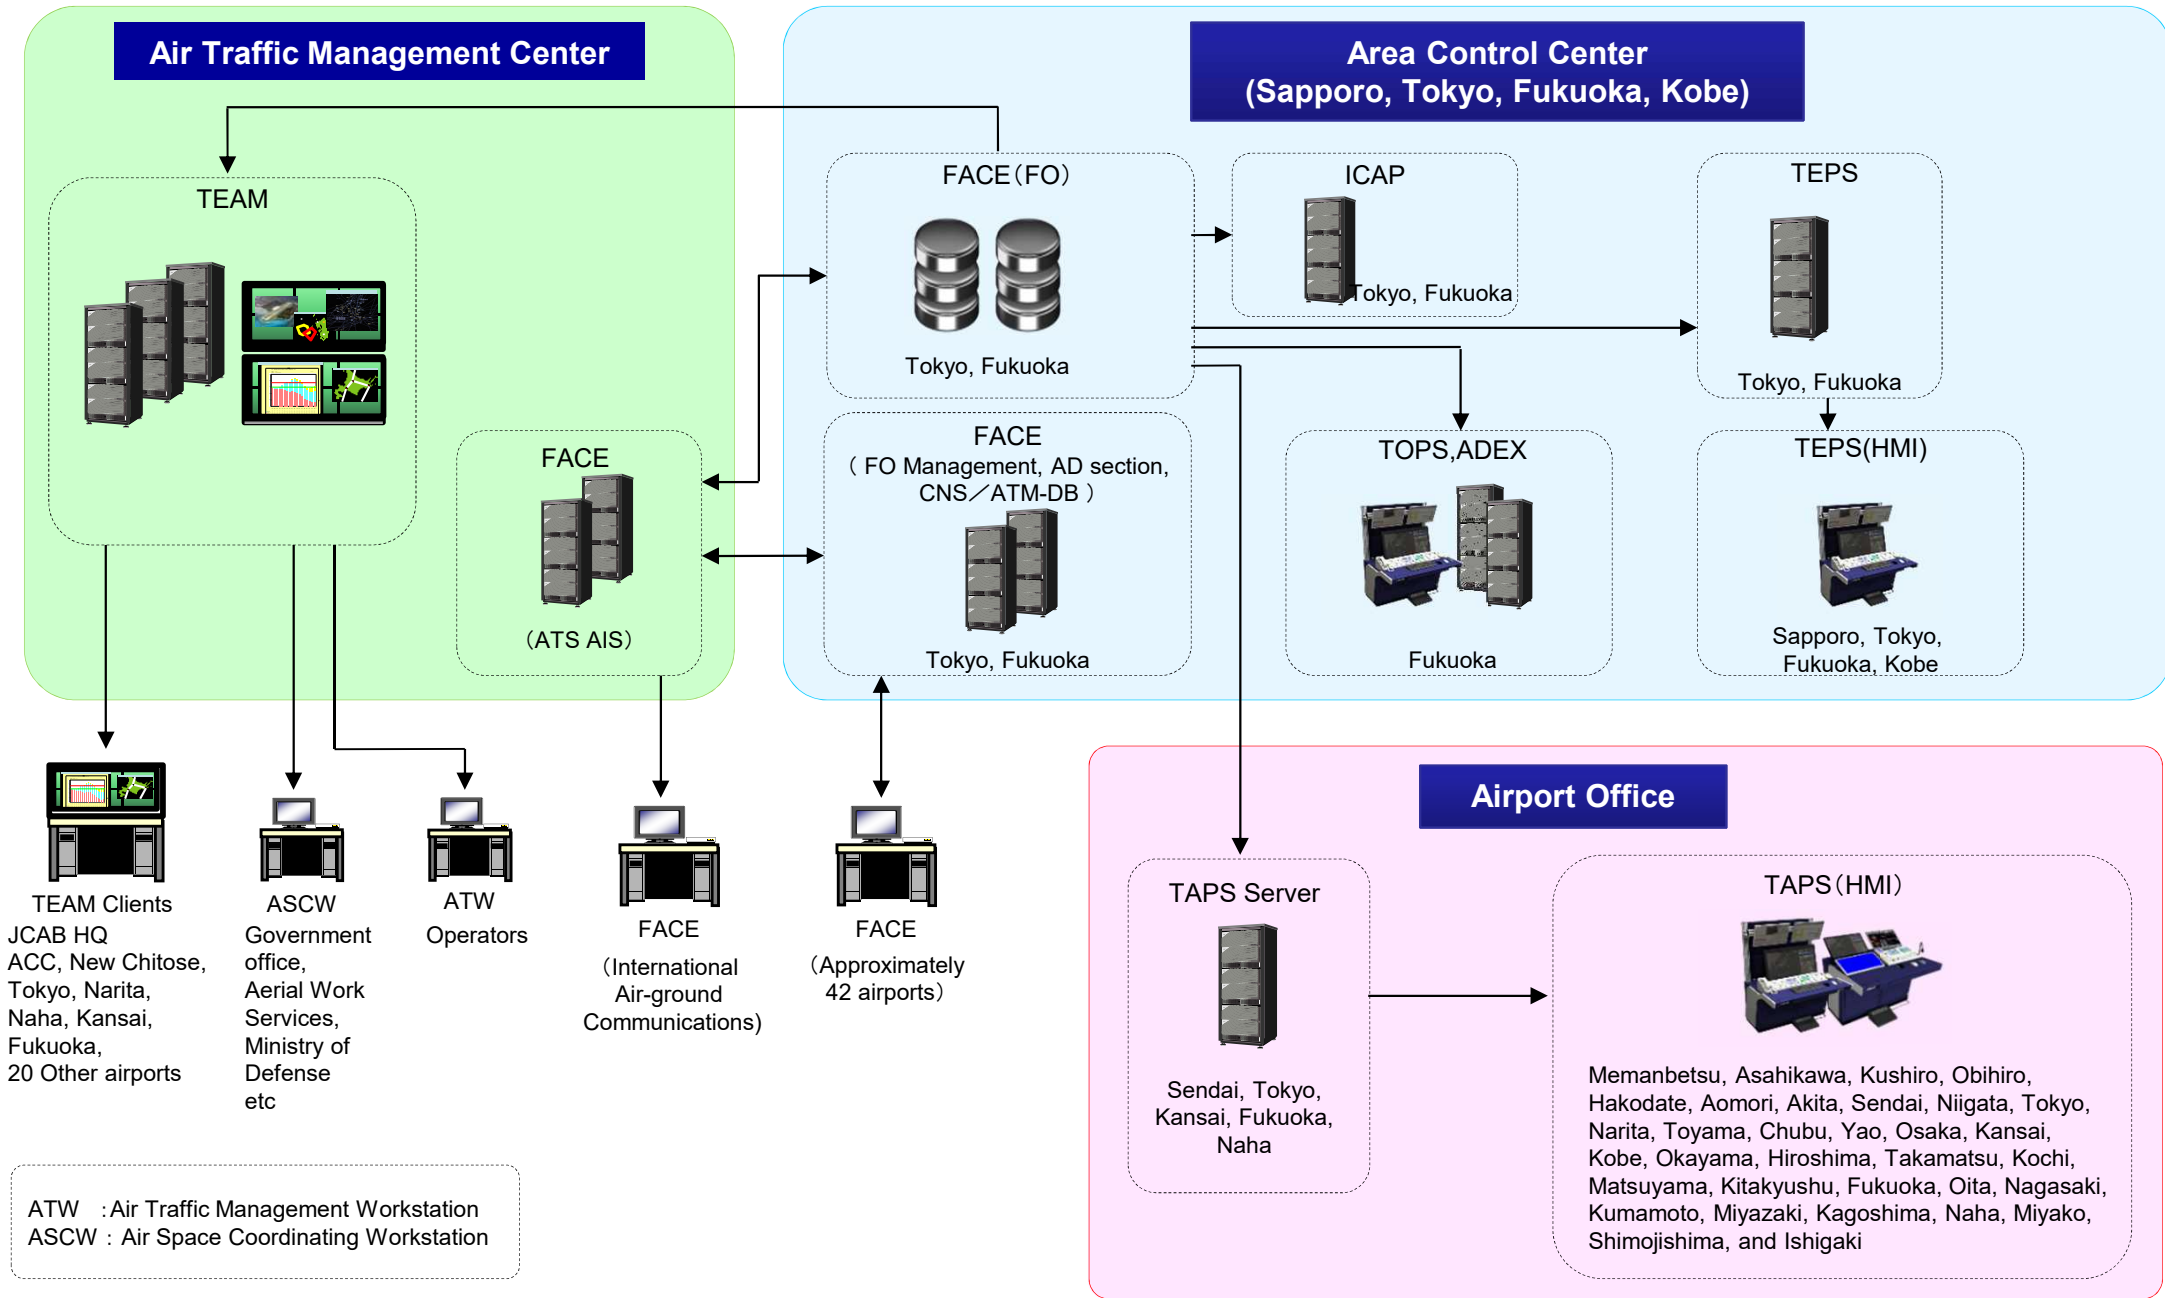 Air Traffic Management Center
Area Control Center
(Sapporo, Tokyo, Fukuoka, Kobe)
TEAM
FACE（FO）
Tokyo, Fukuoka
ICAP
Tokyo, Fukuoka
TEPS
Tokyo, Fukuoka
FACE
（ATS AIS）
FACE
（ FO Management, AD section,
CNS／ATM-DB ）
Tokyo, Fukuoka
TOPS,ADEX
Fukuoka
TEPS(HMI)
Sapporo, Tokyo,
Fukuoka, Kobe
TEAM Clients
JCAB HQ
ACC, New Chitose,
Tokyo, Narita,
Naha, Kansai,
Fukuoka,
20 Other airports
ASCW
Government
office,
Aerial Work
Services,
Ministry of
Defense
etc
ATW
Operators
FACE
（International
Air-ground
Communications)
FACE
（Approximately
42 airports）
Airport Office
TAPS Server
Sendai, Tokyo,
Kansai, Fukuoka,
Naha
TAPS（HMI）
Memanbetsu, Asahikawa, Kushiro, Obihiro,
Hakodate, Aomori, Akita, Sendai, Niigata, Tokyo,
Narita, Toyama, Chubu, Yao, Osaka, Kansai,
Kobe, Okayama, Hiroshima, Takamatsu, Kochi,
Matsuyama, Kitakyushu, Fukuoka, Oita, Nagasaki,
Kumamoto, Miyazaki, Kagoshima, Naha, Miyako,
Shimojishima, and Ishigaki
ATW ：Air Traffic Management Workstation
ASCW：Air Space Coordinating Workstation